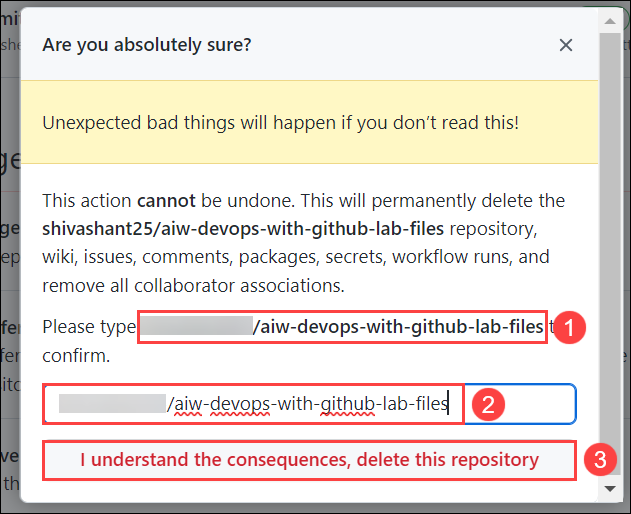 Are you absolutely sure?
Unexpected bad things will happen if you don’t read this!
This action cannot be undone. This will permanently delete the
shivashant25/aiw-devops-with-github-lab-files repository,
wiki, issues, comments, packages, secrets, workflow runs, and
remove all collaborator associations.
Please type /aiw-devops-with-github-lab-files 1
confirm.
/aiw-devops-with-github-lab-files 2
I understand the consequences, delete this repository 3